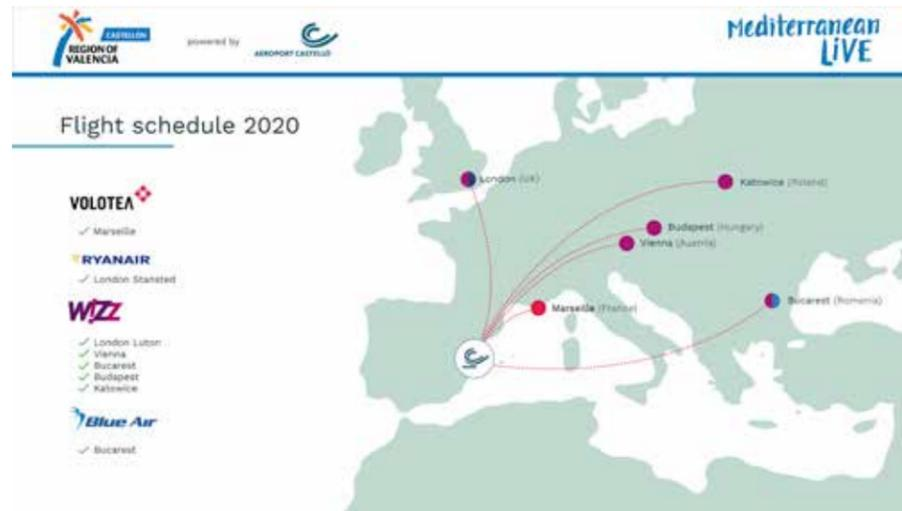 CASTELLÓN
REGION OF
VALENCIA
powered by
AEROPORT CASTELLÓ
Mediterranean
LiVE
Flight schedule 2020
VOLOTEA
Marseille
RYANAIR
London Stansted
WIZZ
London Luton
Vienna
Bucarest
Budapest
Katowice
Blue Air
Bucarest
London (UK)
Katowice (Poland)
Budapest (Hungary)
Vienna (Austria)
Marseille (France)
Bucarest (Romania)